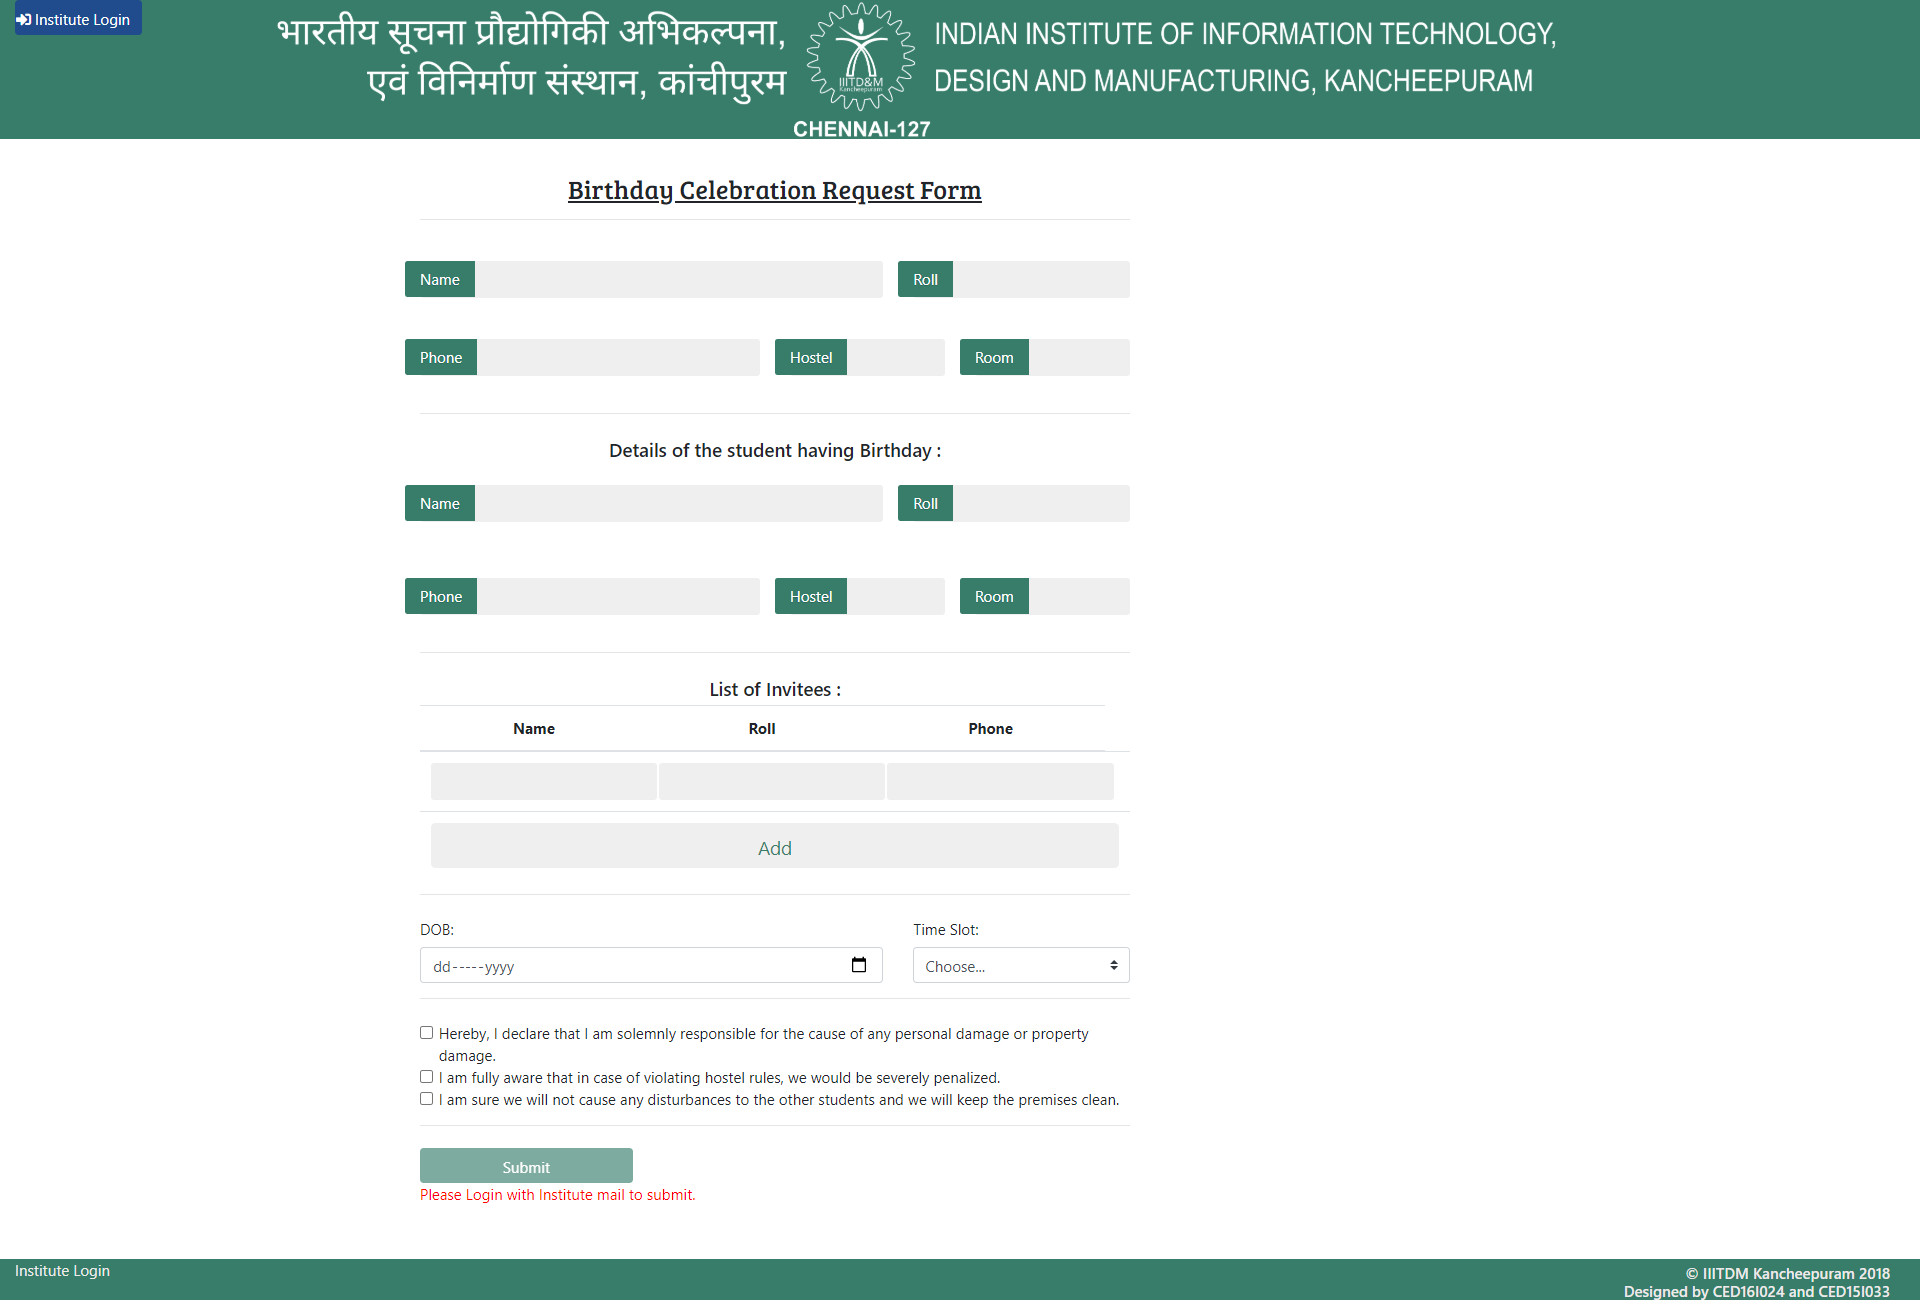 Institute Login
भारतीय सूचना प्रौद्योगिकी अभिकल्पना,
एवं विनिर्माण संस्थान, कांचीपुरम
IIITD&M
Kancheepuram
CHENNAI-127
INDIAN INSTITUTE OF INFORMATION TECHNOLOGY,
DESIGN AND MANUFACTURING, KANCHEEPURAM
Birthday Celebration Request Form
Name Roll
Phone Hostel Room
Details of the student having Birthday :
Name Roll
Phone Hostel Room
List of Invitees :
Name Roll Phone
Add
DOB: Time Slot:
dd-----yyyy Choose...
Hereby, I declare that I am solemnly responsible for the cause of any personal damage or property
damage.
I am fully aware that in case of violating hostel rules, we would be severely penalized.
I am sure we will not cause any disturbances to the other students and we will keep the premises clean.
Submit
Please Login with Institute mail to submit.
Institute Login
© IIITDM Kancheepuram 2018
Designed by CED16I024 and CED15I033